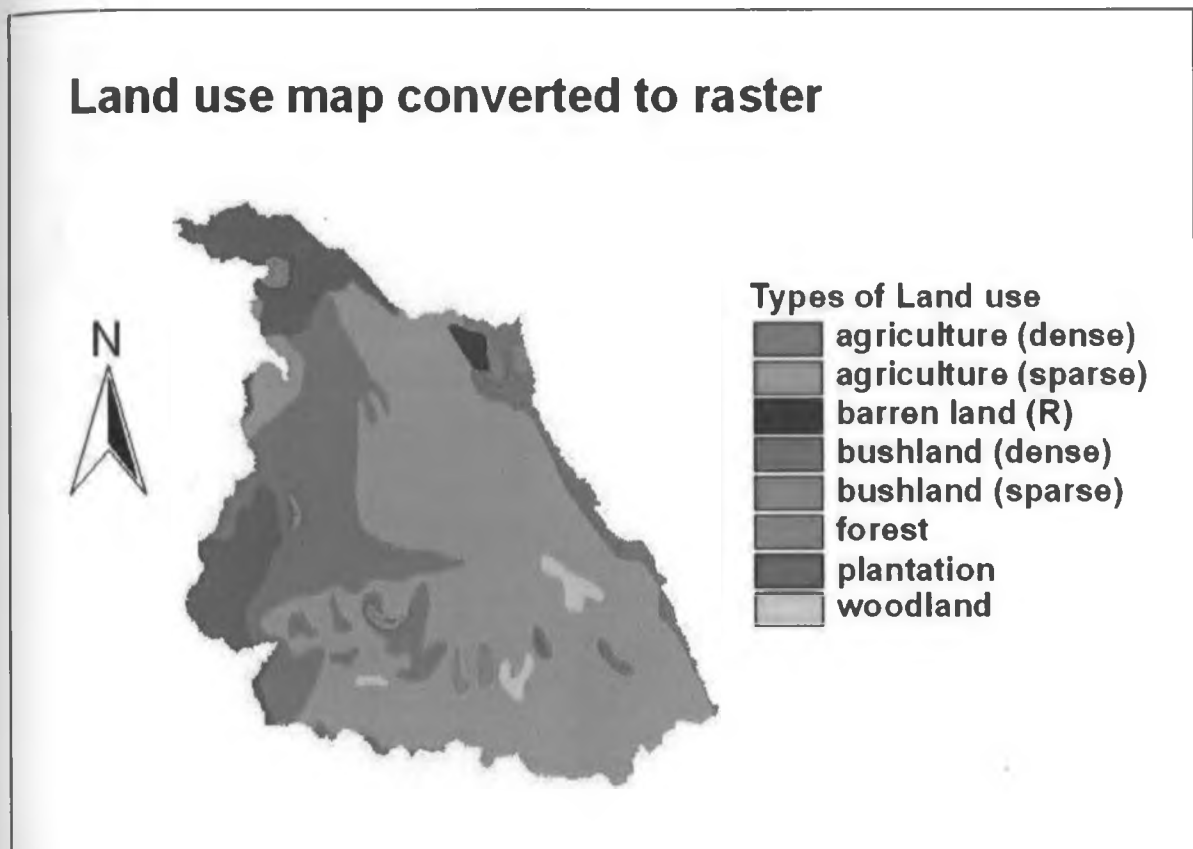 Land use map converted to raster
N
Types of Land use
agriculture (dense)
agriculture (sparse)
barren land (R)
bushland (dense)
bushland (sparse)
forest
plantation
woodland